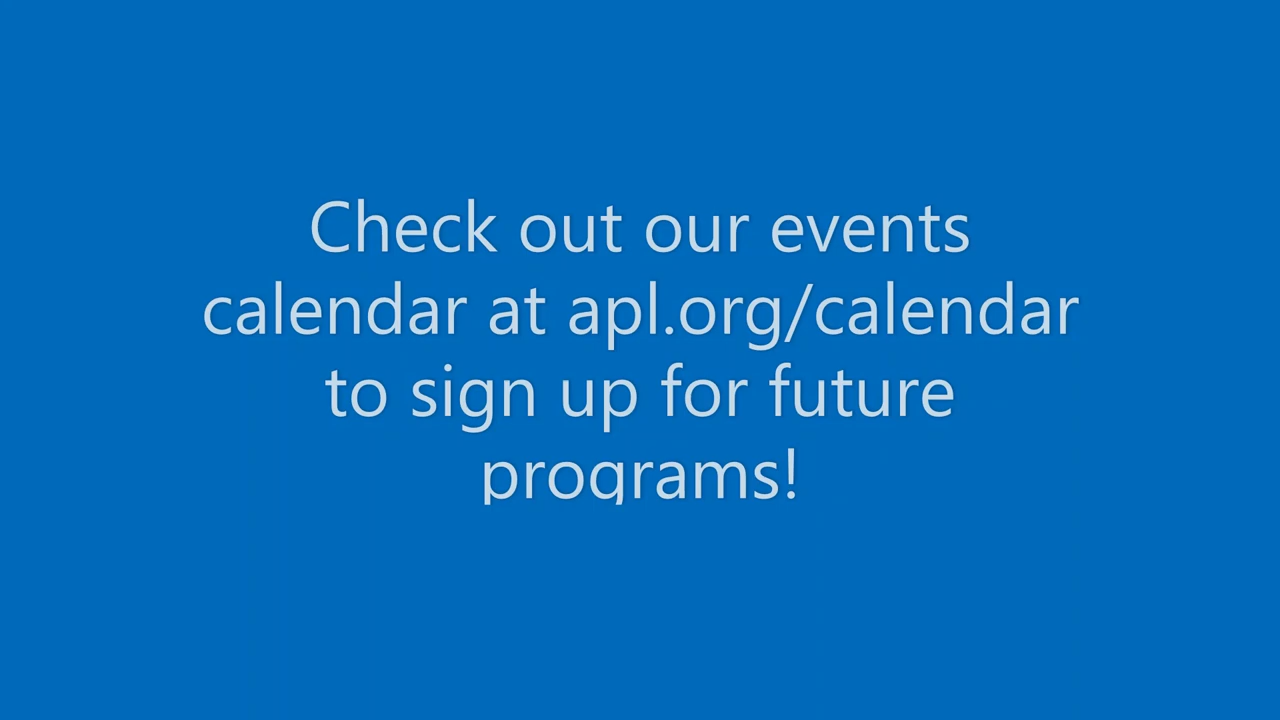 Check out our events
calendar at apl.org/calendar
to sign up for future
programs!